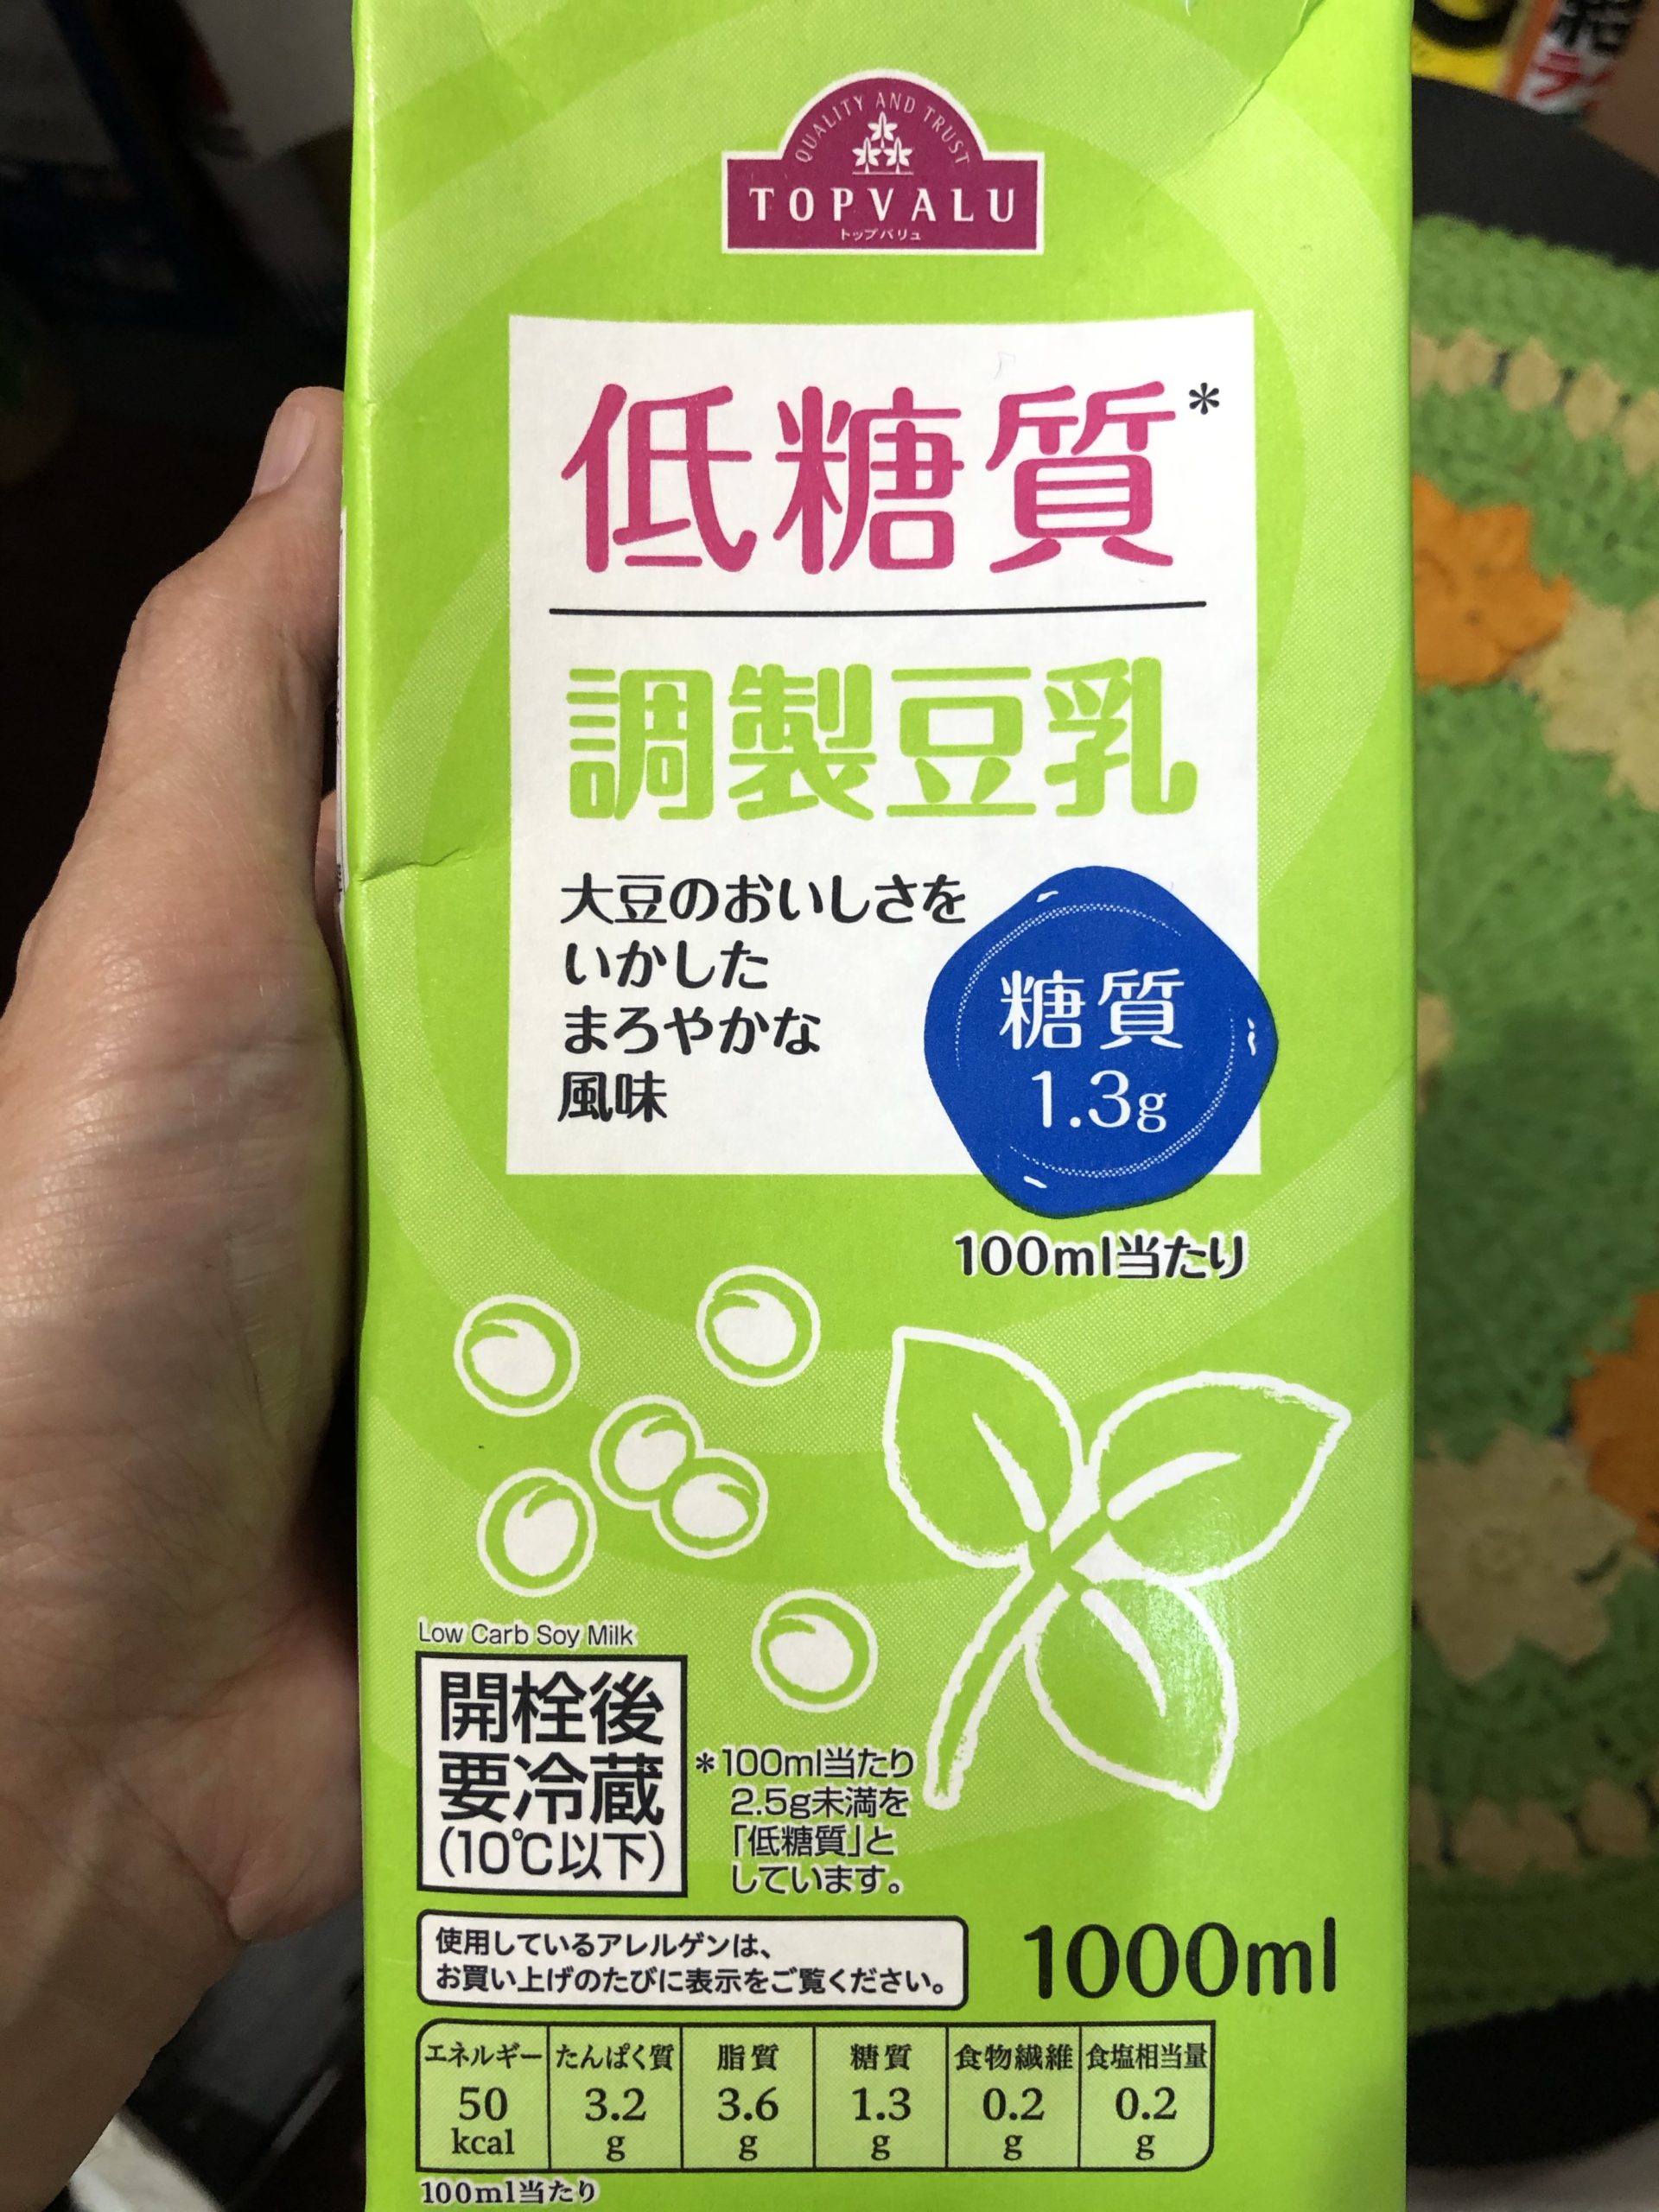 QUALITY AND TRUST
TOPVALU
トップバリュ
低糖質*
調製豆乳
大豆のおいしさを
いかした
まろやかな
風味
糖質
1.3g
100ml当たり
Low Carb Soy Milk
開栓後
要冷蔵
(10℃以下)
*100ml当たり
2.5g未満を
「低糖質」と
しています。
使用しているアレルゲンは、
お買い上げのたびに表示をご覧ください。
1000ml
エネルギー たんぱく質 脂質 糖質 食物繊維 食塩相当量
50 3.2 3.6 1.3 0.2 0.2
kcal g g g g g
100ml当たり